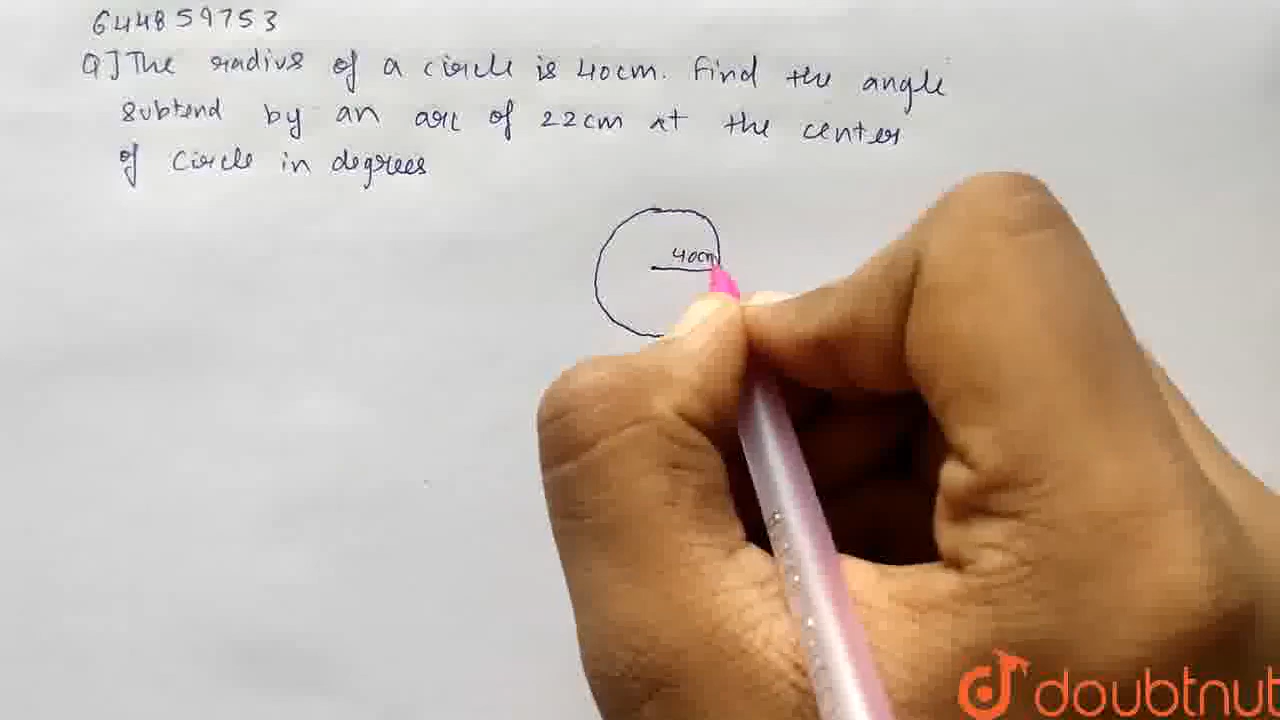 644859753
Q] The radius of a circle is 40cm. Find the angle
subtend by an arc of 22cm at the center
of circle in degrees
40cm
doubtnut